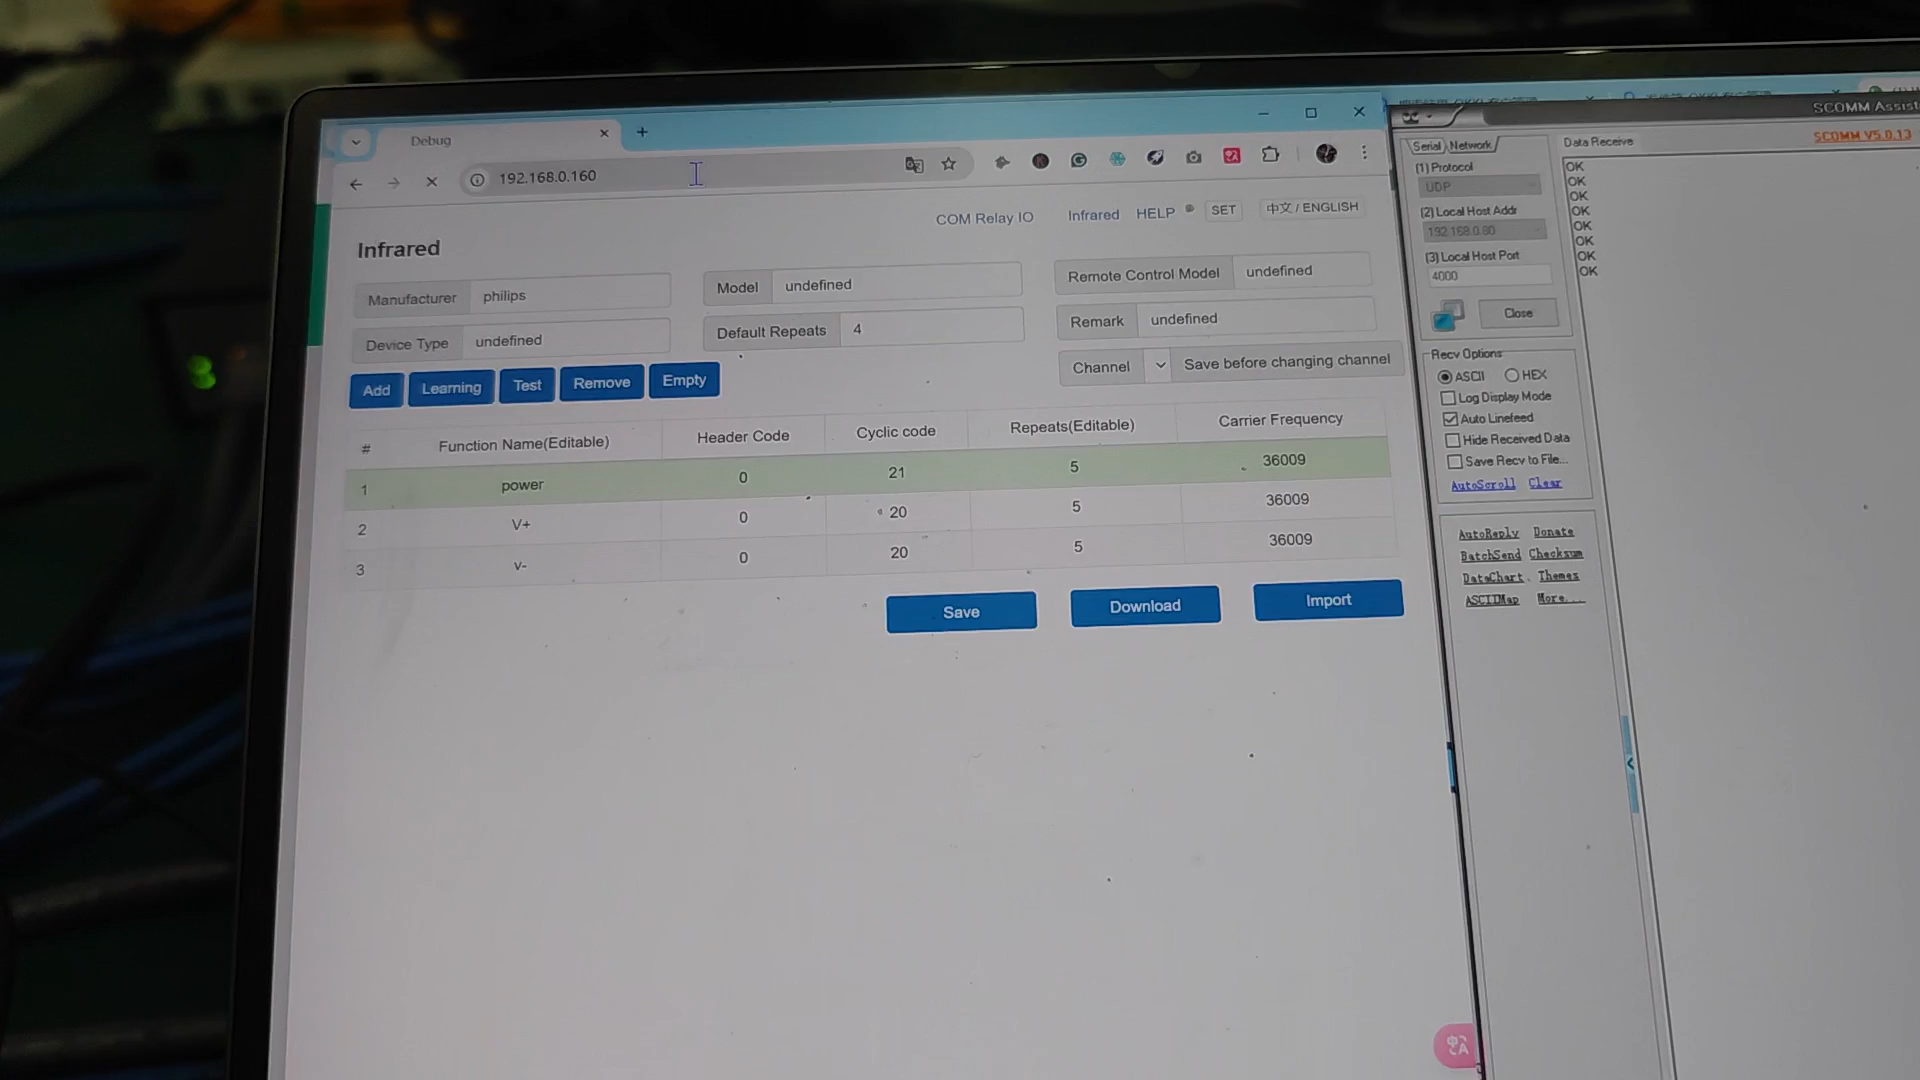 Debug
192.168.0.160
COM Relay IO
Infrared
HELP
SET
中文 / ENGLISH
Infrared
Manufacturer philips
Model undefined
Remote Control Model undefined
Device Type undefined
Default Repeats 4
Remark undefined
Channel Save before changing channel
Add
Learning
Test
Remove
Empty
# Function Name(Editable) Header Code Cyclic code Repeats(Editable) Carrier Frequency
1 power 0 21 5 36009
2 V+ 0 20 5 36009
3 v- 0 20 5 36009
Save
Download
Import
SCOMM Assist
SCOMM V5.0.13
Serial Network
(1) Protocol
UDP
(2) Local Host Addr
192.168.0.80
(3) Local Host Port
4000
Close
Recv Options
ASCII HEX
Log Display Mode
Auto Linefeed
Hide Received Data
Save Recv to File...
AutoScroll Clear
AutoReply Donate
BatchSend Checksum
DataChart Themes
ASCIIMap More...
Data Receive
OK
OK
OK
OK
OK
OK
OK
OK